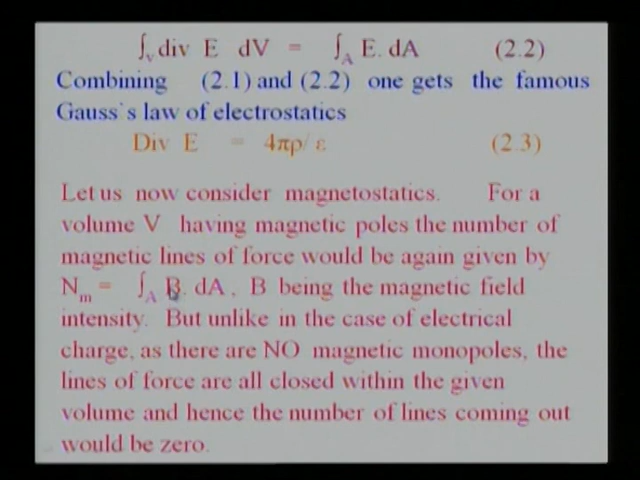 ∫ᵥ div E dV = ∫_A E. dA (2.2)
Combining (2.1) and (2.2) one gets the famous
Gauss`s law of electrostatics
Div E = 4πρ/ ε (2.3)
Let us now consider magnetostatics. For a
volume V having magnetic poles the number of
magnetic lines of force would be again given by
N_m = ∫_A B. dA, B being the magnetic field
intensity. But unlike in the case of electrical
charge, as there are NO magnetic monopoles, the
lines of force are all closed within the given
volume and hence the number of lines coming out
would be zero.